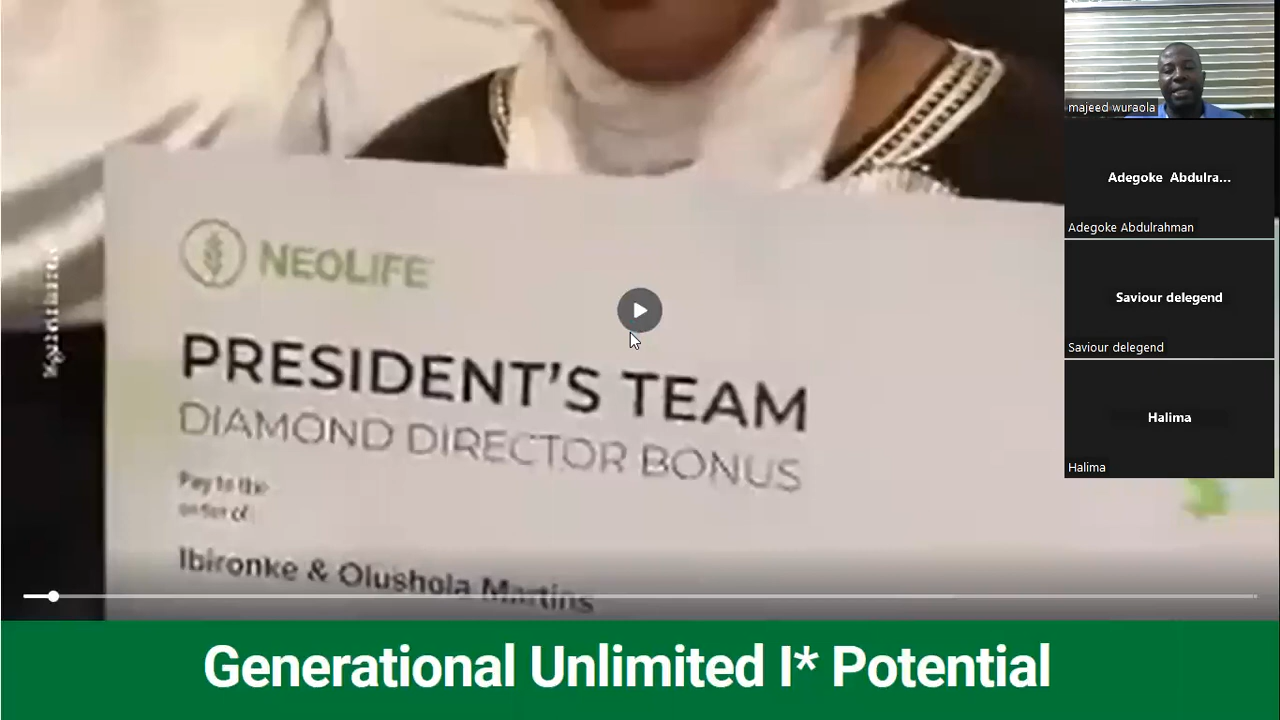 NEOLIFE
PRESIDENT'S TEAM
DIAMOND DIRECTOR BONUS
Pay to the
order of:
Ibironke & Olushola Martins
Generational Unlimited I* Potential
majeed wuraola
Adegoke Abdulra...
Adegoke Abdulrahman
Saviour delegend
Saviour delegend
Halima
Halima